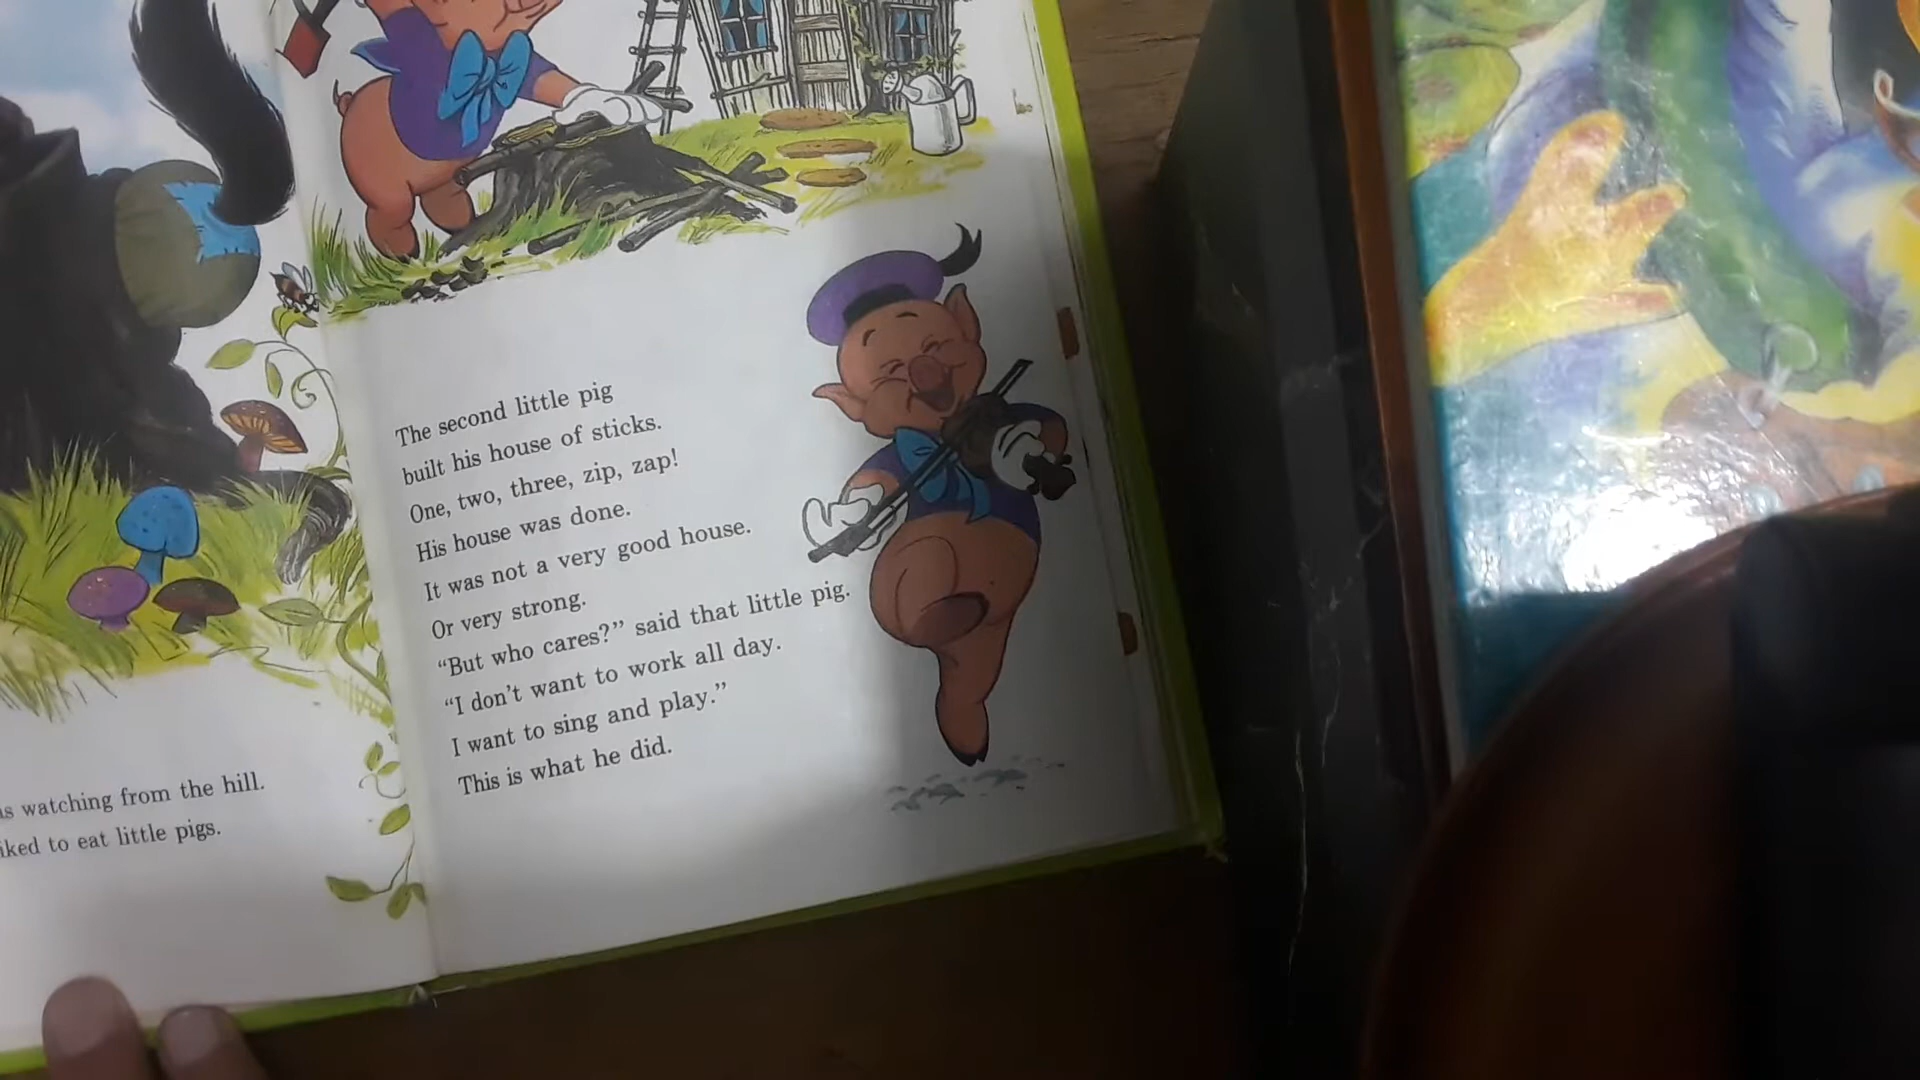 watching from the hill.
to eat little pigs.
The second little pig
built his house of sticks.
One, two, three, zip, zap!
His house was done.
It was not a very good house.
Or very strong.
“But who cares?” said that little pig.
“I don’t want to work all day.
I want to sing and play.”
This is what he did.